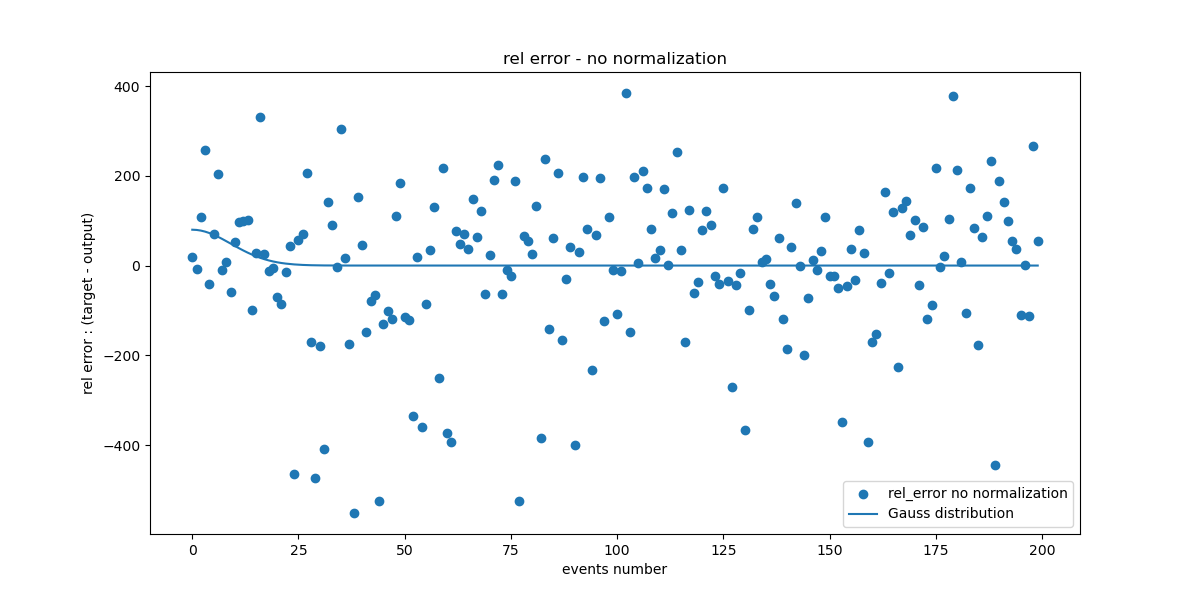 rel error - no normalization
400
200
0
−200
−400
rel error : (target - output)
0
25
50
75
100
125
150
175
200
events number
rel_error no normalization
Gauss distribution